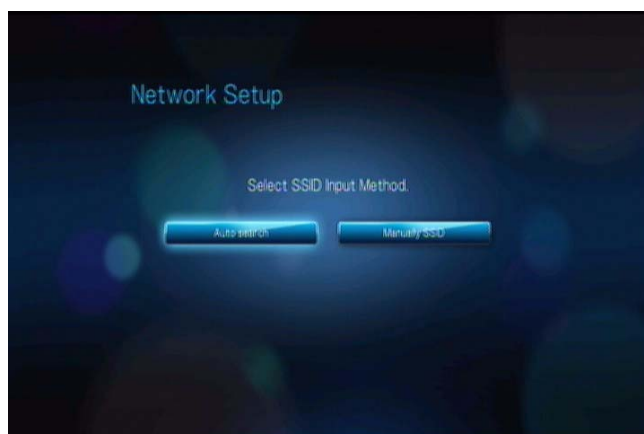 Network Setup
Select SSID Input Method.
Auto search
Manually SSID